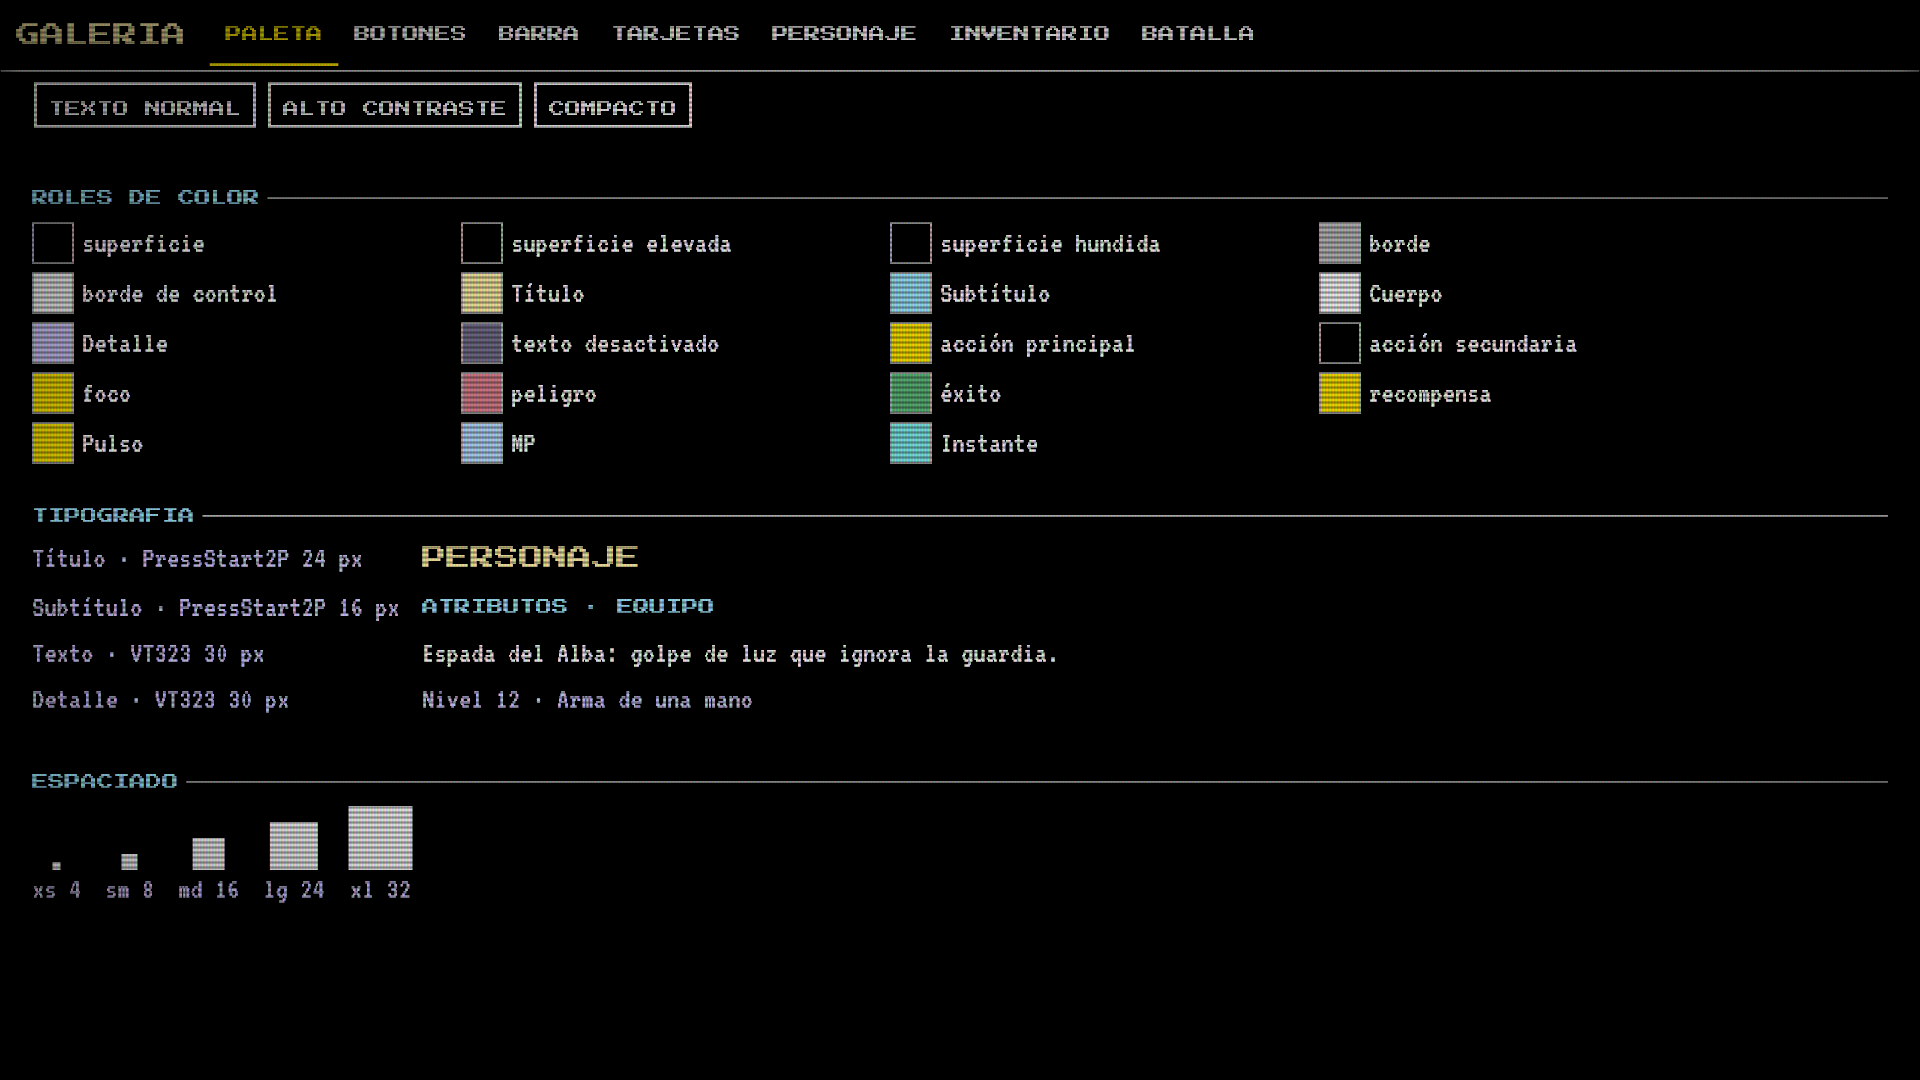 GALERIA PALETA BOTONES BARRA TARJETAS PERSONAJE INVENTARIO BATALLA
TEXTO NORMAL ALTO CONTRASTE COMPACTO
ROLES DE COLOR
superficie superficie elevada superficie hundida borde
borde de control Título Subtítulo Cuerpo
Detalle texto desactivado acción principal acción secundaria
foco peligro éxito recompensa
Pulso MP Instante
TIPOGRAFIA
Título · PressStart2P 24 px PERSONAJE
Subtítulo · PressStart2P 16 px ATRIBUTOS · EQUIPO
Texto · VT323 30 px Espada del Alba: golpe de luz que ignora la guardia.
Detalle · VT323 30 px Nivel 12 · Arma de una mano
ESPACIADO
xs 4 sm 8 md 16 lg 24 xl 32